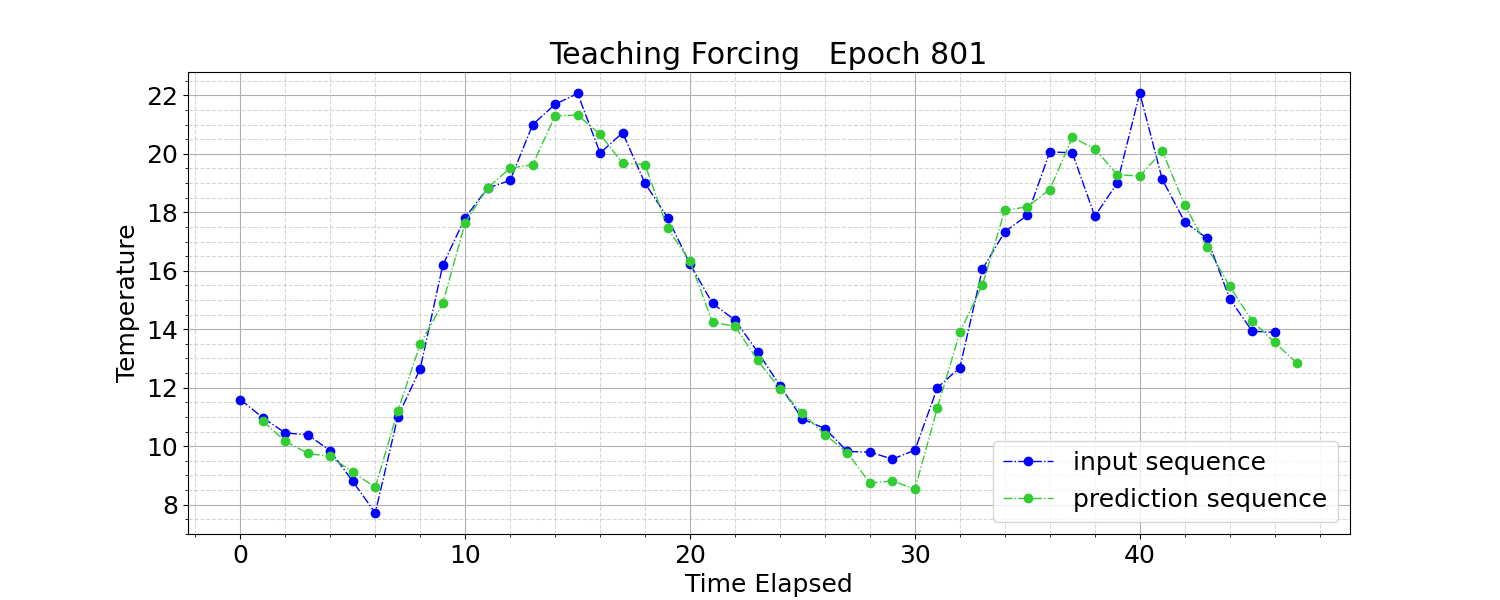 Teaching Forcing   Epoch 801
22
20
18
16
14
12
10
8
Temperature
input sequence
prediction sequence
0 10 20 30 40
Time Elapsed